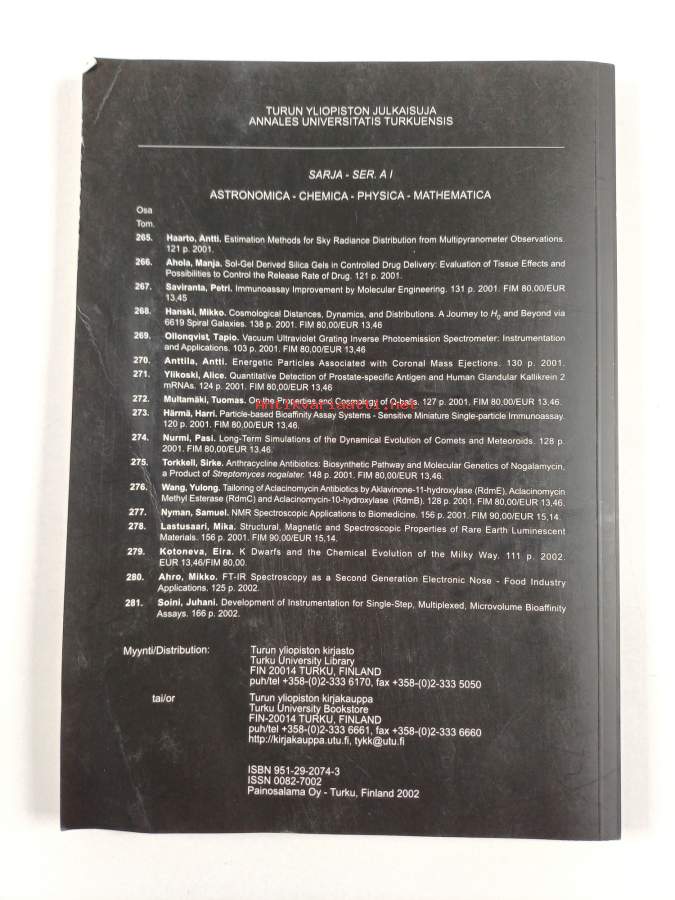 TURUN YLIOPISTON JULKAISUJA
ANNALES UNIVERSITATIS TURKUENSIS
SARJA - SER. A I
ASTRONOMICA - CHEMICA - PHYSICA - MATHEMATICA
Osa
Tom.
265. Haarto, Antti. Estimation Methods for Sky Radiance Distribution from Multipyranometer Observations.
121 p. 2001.
266. Ahola, Manja. Sol-Gel Derived Silica Gels in Controlled Drug Delivery: Evaluation of Tissue Effects and
Possibilities to Control the Release Rate of Drug. 121 p. 2001.
267. Saviranta, Petri. Immunoassay Improvement by Molecular Engineering. 131 p. 2001. FIM 80,00/EUR
13,45
268. Hanski, Mikko. Cosmological Distances, Dynamics, and Distributions. A Journey to H0 and Beyond via
6619 Spiral Galaxies. 138 p. 2001. FIM 80,00/EUR 13,46
269. Ollonqvist, Tapio. Vacuum Ultraviolet Grating Inverse Photoemission Spectrometer: Instrumentation
and Applications. 103 p. 2001. FIM 80,00/EUR 13,46
270. Anttila, Antti. Energetic Particles Associated with Coronal Mass Ejections. 130 p. 2001.
271. Ylikoski, Alice. Quantitative Detection of Prostate-specific Antigen and Human Glandular Kallikrein 2
mRNAs. 124 p. 2001. FIM 80,00/EUR 13,46
272. Multamäki, Tuomas. On the Properties and Cosmology of Q-balls. 127 p. 2001. FIM 80,00/EUR 13,46.
antikvariaatti.net
273. Härmä, Harri. Particle-based Bioaffinity Assay Systems - Sensitive Miniature Single-particle Immunoassay.
120 p. 2001. FIM 80,00/EUR 13,46.
274. Nurmi, Pasi. Long-Term Simulations of the Dynamical Evolution of Comets and Meteoroids. 128 p.
2001. FIM 80,00/EUR 13,46.
275. Torkkell, Sirke. Anthracycline Antibiotics: Biosynthetic Pathway and Molecular Genetics of Nogalamycin,
a Product of Streptomyces nogalater. 148 p. 2001. FIM 80,00/EUR 13,46.
276. Wang, Yulong. Tailoring of Aclacinomycin Antibiotics by Aklavinone-11-hydroxylase (RdmE), Aclacinomycin
Methyl Esterase (RdmC) and Aclacinomycin-10-hydroxylase (RdmB). 128 p. 2001. FIM 80,00/EUR 13,46.
277. Nyman, Samuel. NMR Spectroscopic Applications to Biomedicine. 156 p. 2001. FIM 90,00/EUR 15,14.
278. Lastusaari, Mika. Structural, Magnetic and Spectroscopic Properties of Rare Earth Luminescent
Materials. 156 p. 2001. FIM 90,00/EUR 15,14.
279. Kotoneva, Eira. K Dwarfs and the Chemical Evolution of the Milky Way. 111 p. 2002.
EUR 13,46/FIM 80,00.
280. Ahro, Mikko. FT-IR Spectroscopy as a Second Generation Electronic Nose - Food Industry
Applications. 125 p. 2002.
281. Soini, Juhani. Development of Instrumentation for Single-Step, Multiplexed, Microvolume Bioaffinity
Assays. 166 p. 2002.
Myynti/Distribution: Turun yliopiston kirjasto
Turku University Library
FIN 20014 TURKU, FINLAND
puh/tel +358-(0)2-333 6170, fax +358-(0)2-333 5050
tai/or Turun yliopiston kirjakauppa
Turku University Bookstore
FIN-20014 TURKU, FINLAND
puh/tel +358-(0)2-333 6661, fax +358-(0)2-333 6660
http://kirjakauppa.utu.fi, tykk@utu.fi
ISBN 951-29-2074-3
ISSN 0082-7002
Painosalama Oy - Turku, Finland 2002